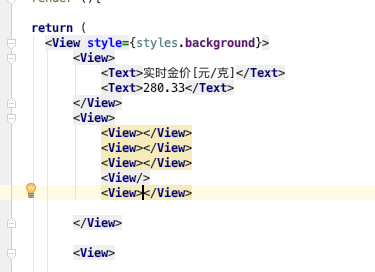 return (
<View style={styles.background}>
<View>
<Text>实时金价[元/克]</Text>
<Text>280.33</Text>
</View>
<View>
<View></View>
<View></View>
<View></View>
<View/>
<View></View>
</View>
<View>